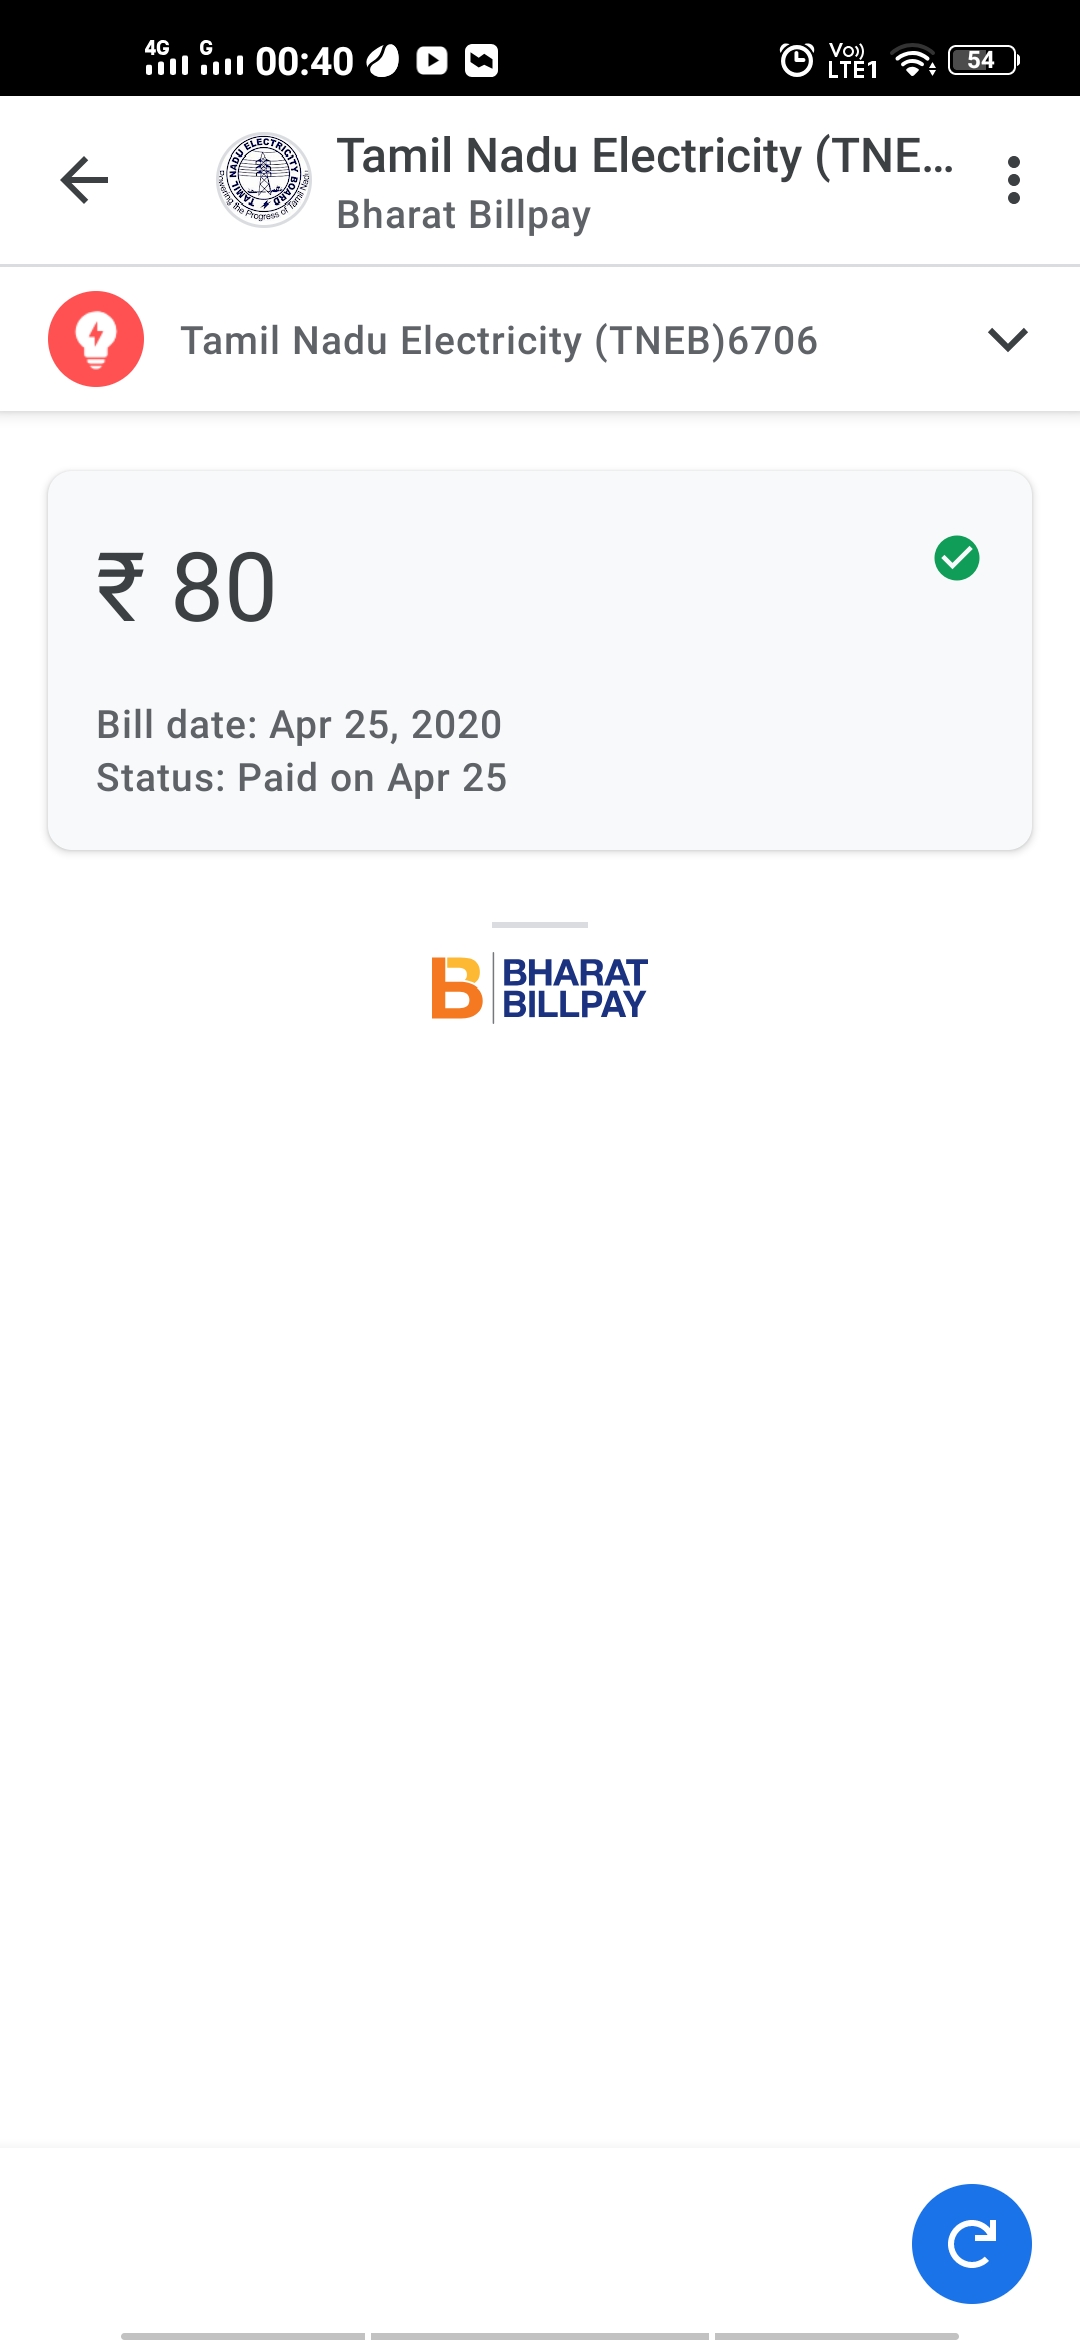 4G G 00:40 Vo)) LTE1 54
TAMIL NADU ELECTRICITY BOARD
Powering the Progress of Tamil Nadu
Tamil Nadu Electricity (TNE...
Bharat Billpay
Tamil Nadu Electricity (TNEB)6706
₹ 80
Bill date: Apr 25, 2020
Status: Paid on Apr 25
B BHARAT
BILLPAY